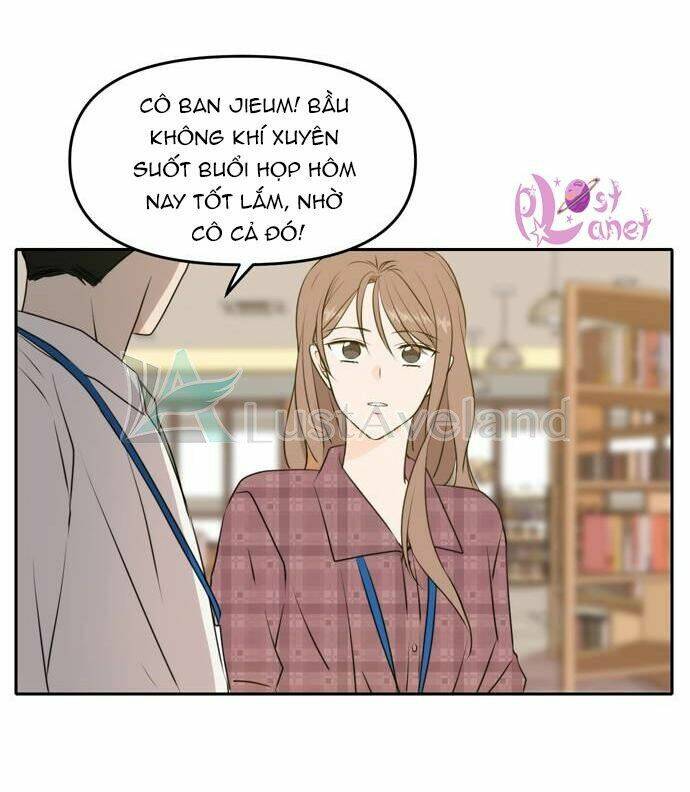 CÔ BAN JIEUM! BẦU
KHÔNG KHÍ XUYÊN
SUỐT BUỔI HỌP HÔM
NAY TỐT LẮM, NHỜ
CÔ CẢ ĐÓ!
Lost
Planet
LustAveland